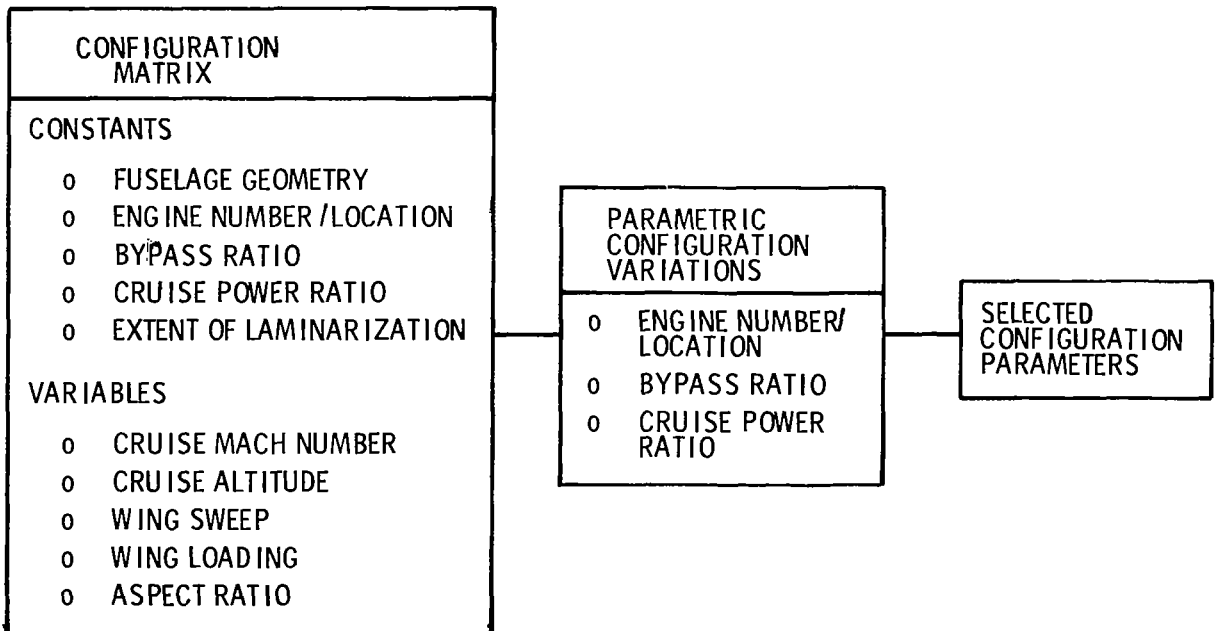 CONFIGURATION
MATRIX
CONSTANTS
o FUSELAGE GEOMETRY
o ENGINE NUMBER/LOCATION
o BYPASS RATIO
o CRUISE POWER RATIO
o EXTENT OF LAMINARIZATION
VARIABLES
o CRUISE MACH NUMBER
o CRUISE ALTITUDE
o WING SWEEP
o WING LOADING
o ASPECT RATIO
PARAMETRIC
CONFIGURATION
VARIATIONS
o ENGINE NUMBER/
LOCATION
o BYPASS RATIO
o CRUISE POWER
RATIO
SELECTED
CONFIGURATION
PARAMETERS